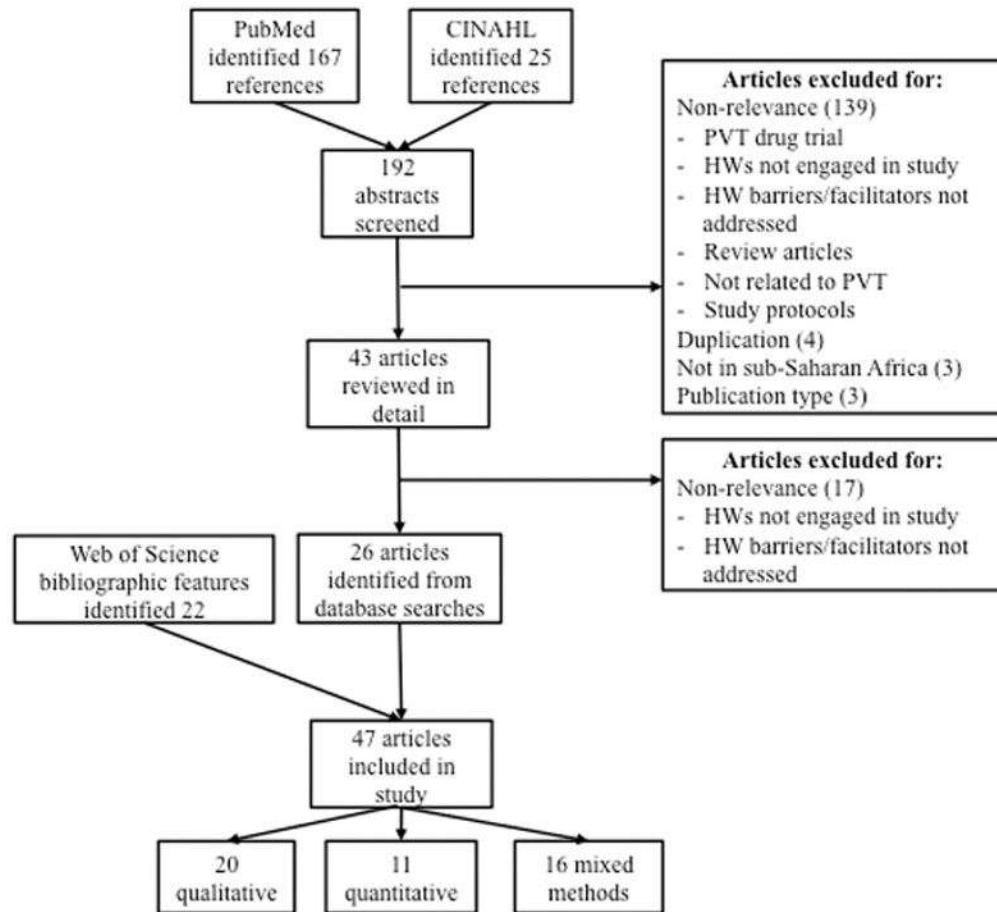 PubMed
identified 167
references
CINAHL
identified 25
references
192
abstracts
screened
Articles excluded for:
Non-relevance (139)
- PVT drug trial
- HWs not engaged in study
- HW barriers/facilitators not
addressed
- Review articles
- Not related to PVT
- Study protocols
Duplication (4)
Not in sub-Saharan Africa (3)
Publication type (3)
43 articles
reviewed in
detail
Articles excluded for:
Non-relevance (17)
- HWs not engaged in study
- HW barriers/facilitators not
addressed
Web of Science
bibliographic features
identified 22
26 articles
identified from
database searches
47 articles
included in
study
20
qualitative
11
quantitative
16 mixed
methods